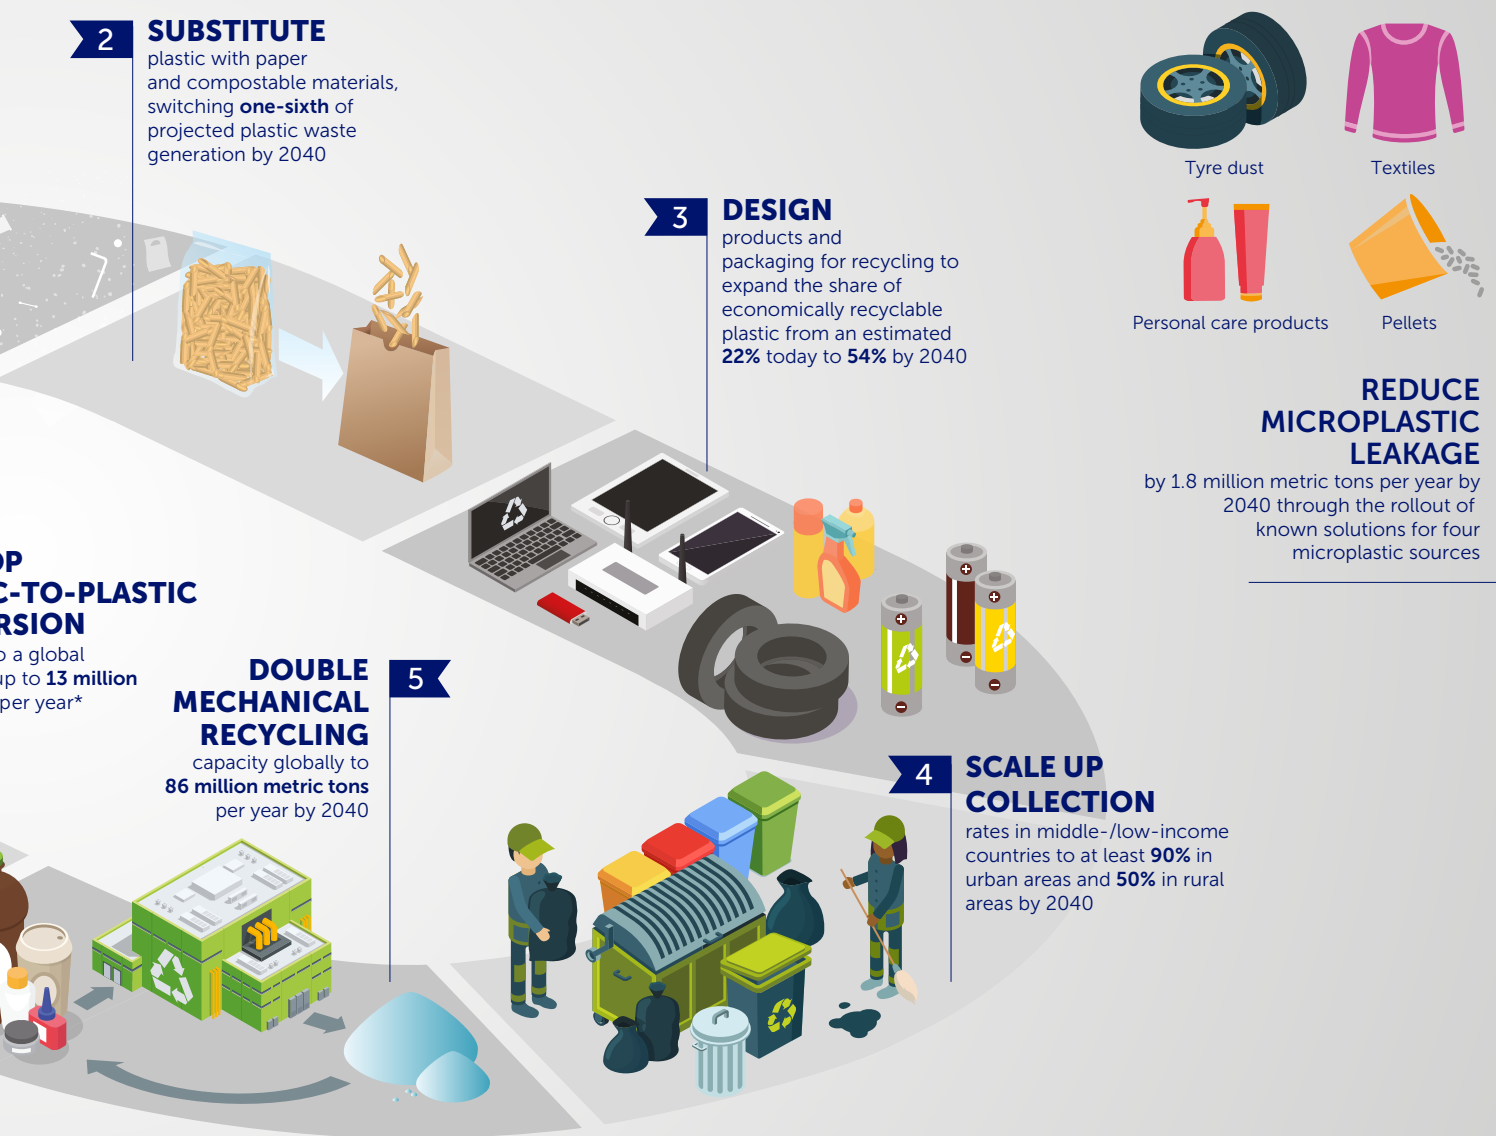 2
SUBSTITUTE
plastic with paper
and compostable materials,
switching one-sixth of
projected plastic waste
generation by 2040
3
DESIGN
products and
packaging for recycling to
expand the share of
economically recyclable
plastic from an estimated
22% today to 54% by 2040
Tyre dust
Textiles
Personal care products
Pellets
REDUCE
MICROPLASTIC
LEAKAGE
by 1.8 million metric tons per year by
2040 through the rollout of
known solutions for four
microplastic sources
4
SCALE UP
COLLECTION
rates in middle-/low-income
countries to at least 90% in
urban areas and 50% in rural
areas by 2040
5
DOUBLE
MECHANICAL
RECYCLING
capacity globally to
86 million metric tons
per year by 2040
OP
C-TO-PLASTIC
RSION
o a global
up to 13 million
per year*